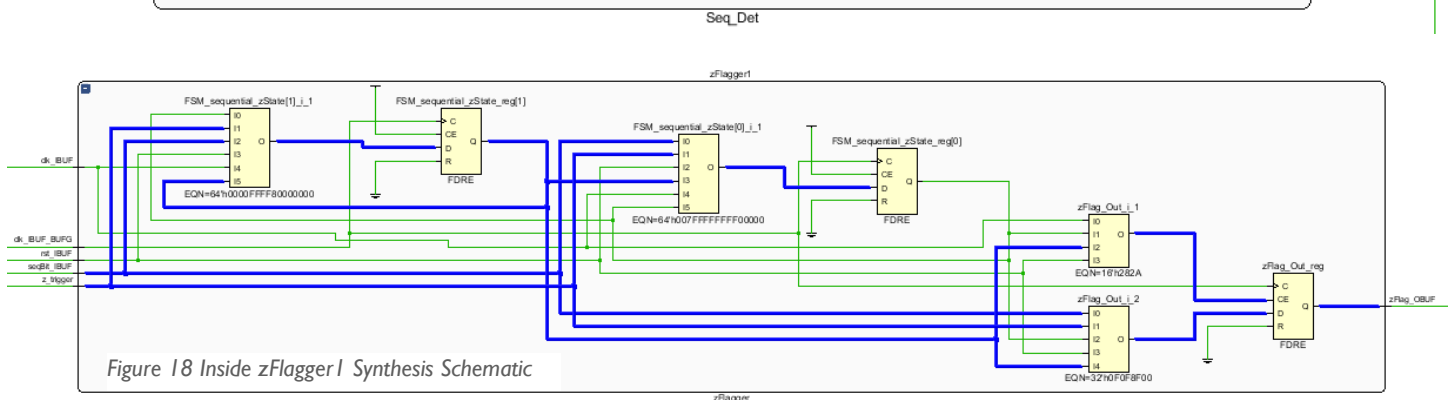 Seq_Det
zFlagger1
FSM_sequential_zState[1]_i_1
I0
I1
I2
I3
I4
I5
O
EQN=64'h0000FFFF80000000
FSM_sequential_zState_reg[1]
C
CE
D
R
Q
FDRE
FSM_sequential_zState[0]_i_1
I0
I1
I2
I3
I4
I5
O
EQN=64'h007FFFFFFFF00000
FSM_sequential_zState_reg[0]
C
CE
D
R
Q
FDRE
clk_IBUF
clk_IBUF_BUFG
rst_IBUF
seqBit_IBUF
z_trigger
zFlag_Out_i_1
I0
I1
I2
I3
O
EQN=16'h282A
zFlag_Out_i_2
I0
I1
I2
I3
I4
O
EQN=32'h0F0F8F00
zFlag_Out_reg
C
CE
D
R
Q
FDRE
zFlag_OBUF
Figure 18 Inside zFlagger1 Synthesis Schematic
zFlagger